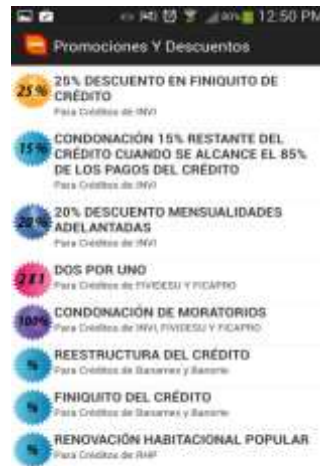 12:50 PM
Promociones Y Descuentos
25% DESCUENTO EN FINIQUITO DE
CRÉDITO
Para Créditos de INVI
CONDONACIÓN 15% RESTANTE DEL
CRÉDITO CUANDO SE ALCANCE EL 85%
DE LOS PAGOS DEL CRÉDITO
Para Créditos de INVI
20% DESCUENTO MENSUALIDADES
ADELANTADAS
Para Créditos de INVI
DOS POR UNO
Para Créditos de FIVIDESU Y FICAPRO
CONDONACIÓN DE MORATORIOS
Para Créditos de INVI, FIVIDESU Y FICAPRO
REESTRUCTURA DEL CRÉDITO
Para Créditos de Banamex y Banorte
FINIQUITO DEL CRÉDITO
Para Créditos de Banamex y Banorte
RENOVACIÓN HABITACIONAL POPULAR
Para Créditos de RHP
25%
15%
20%
2X1
100%
%
%
%